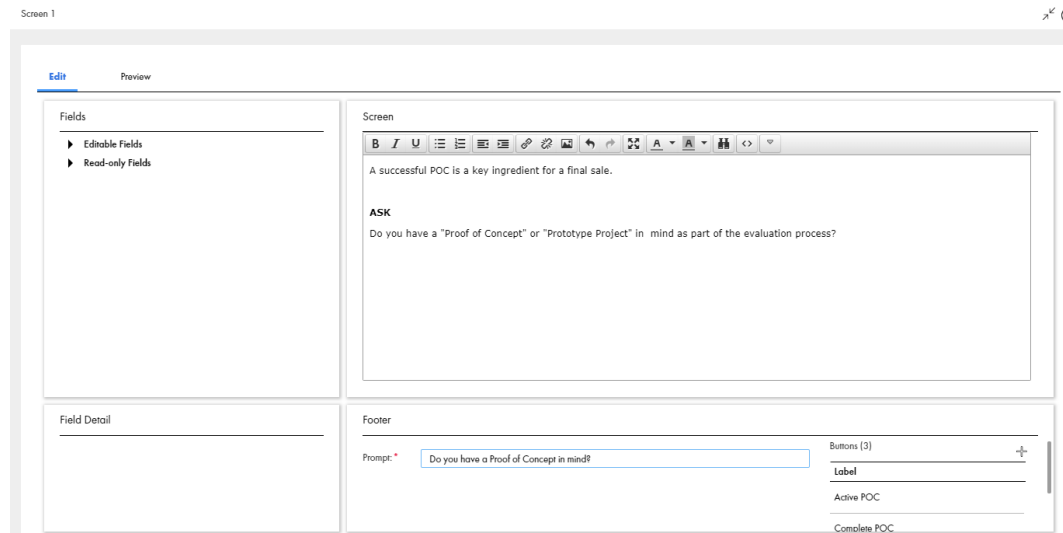 Screen 1
Edit
Preview
Fields
Editable Fields
Read-only Fields
Screen
B I U
A A
A successful POC is a key ingredient for a final sale.
ASK
Do you have a "Proof of Concept" or "Prototype Project" in  mind as part of the evaluation process?
Field Detail
Footer
Prompt: *
Do you have a Proof of Concept in mind?
Buttons (3)
Label
Active POC
Complete POC